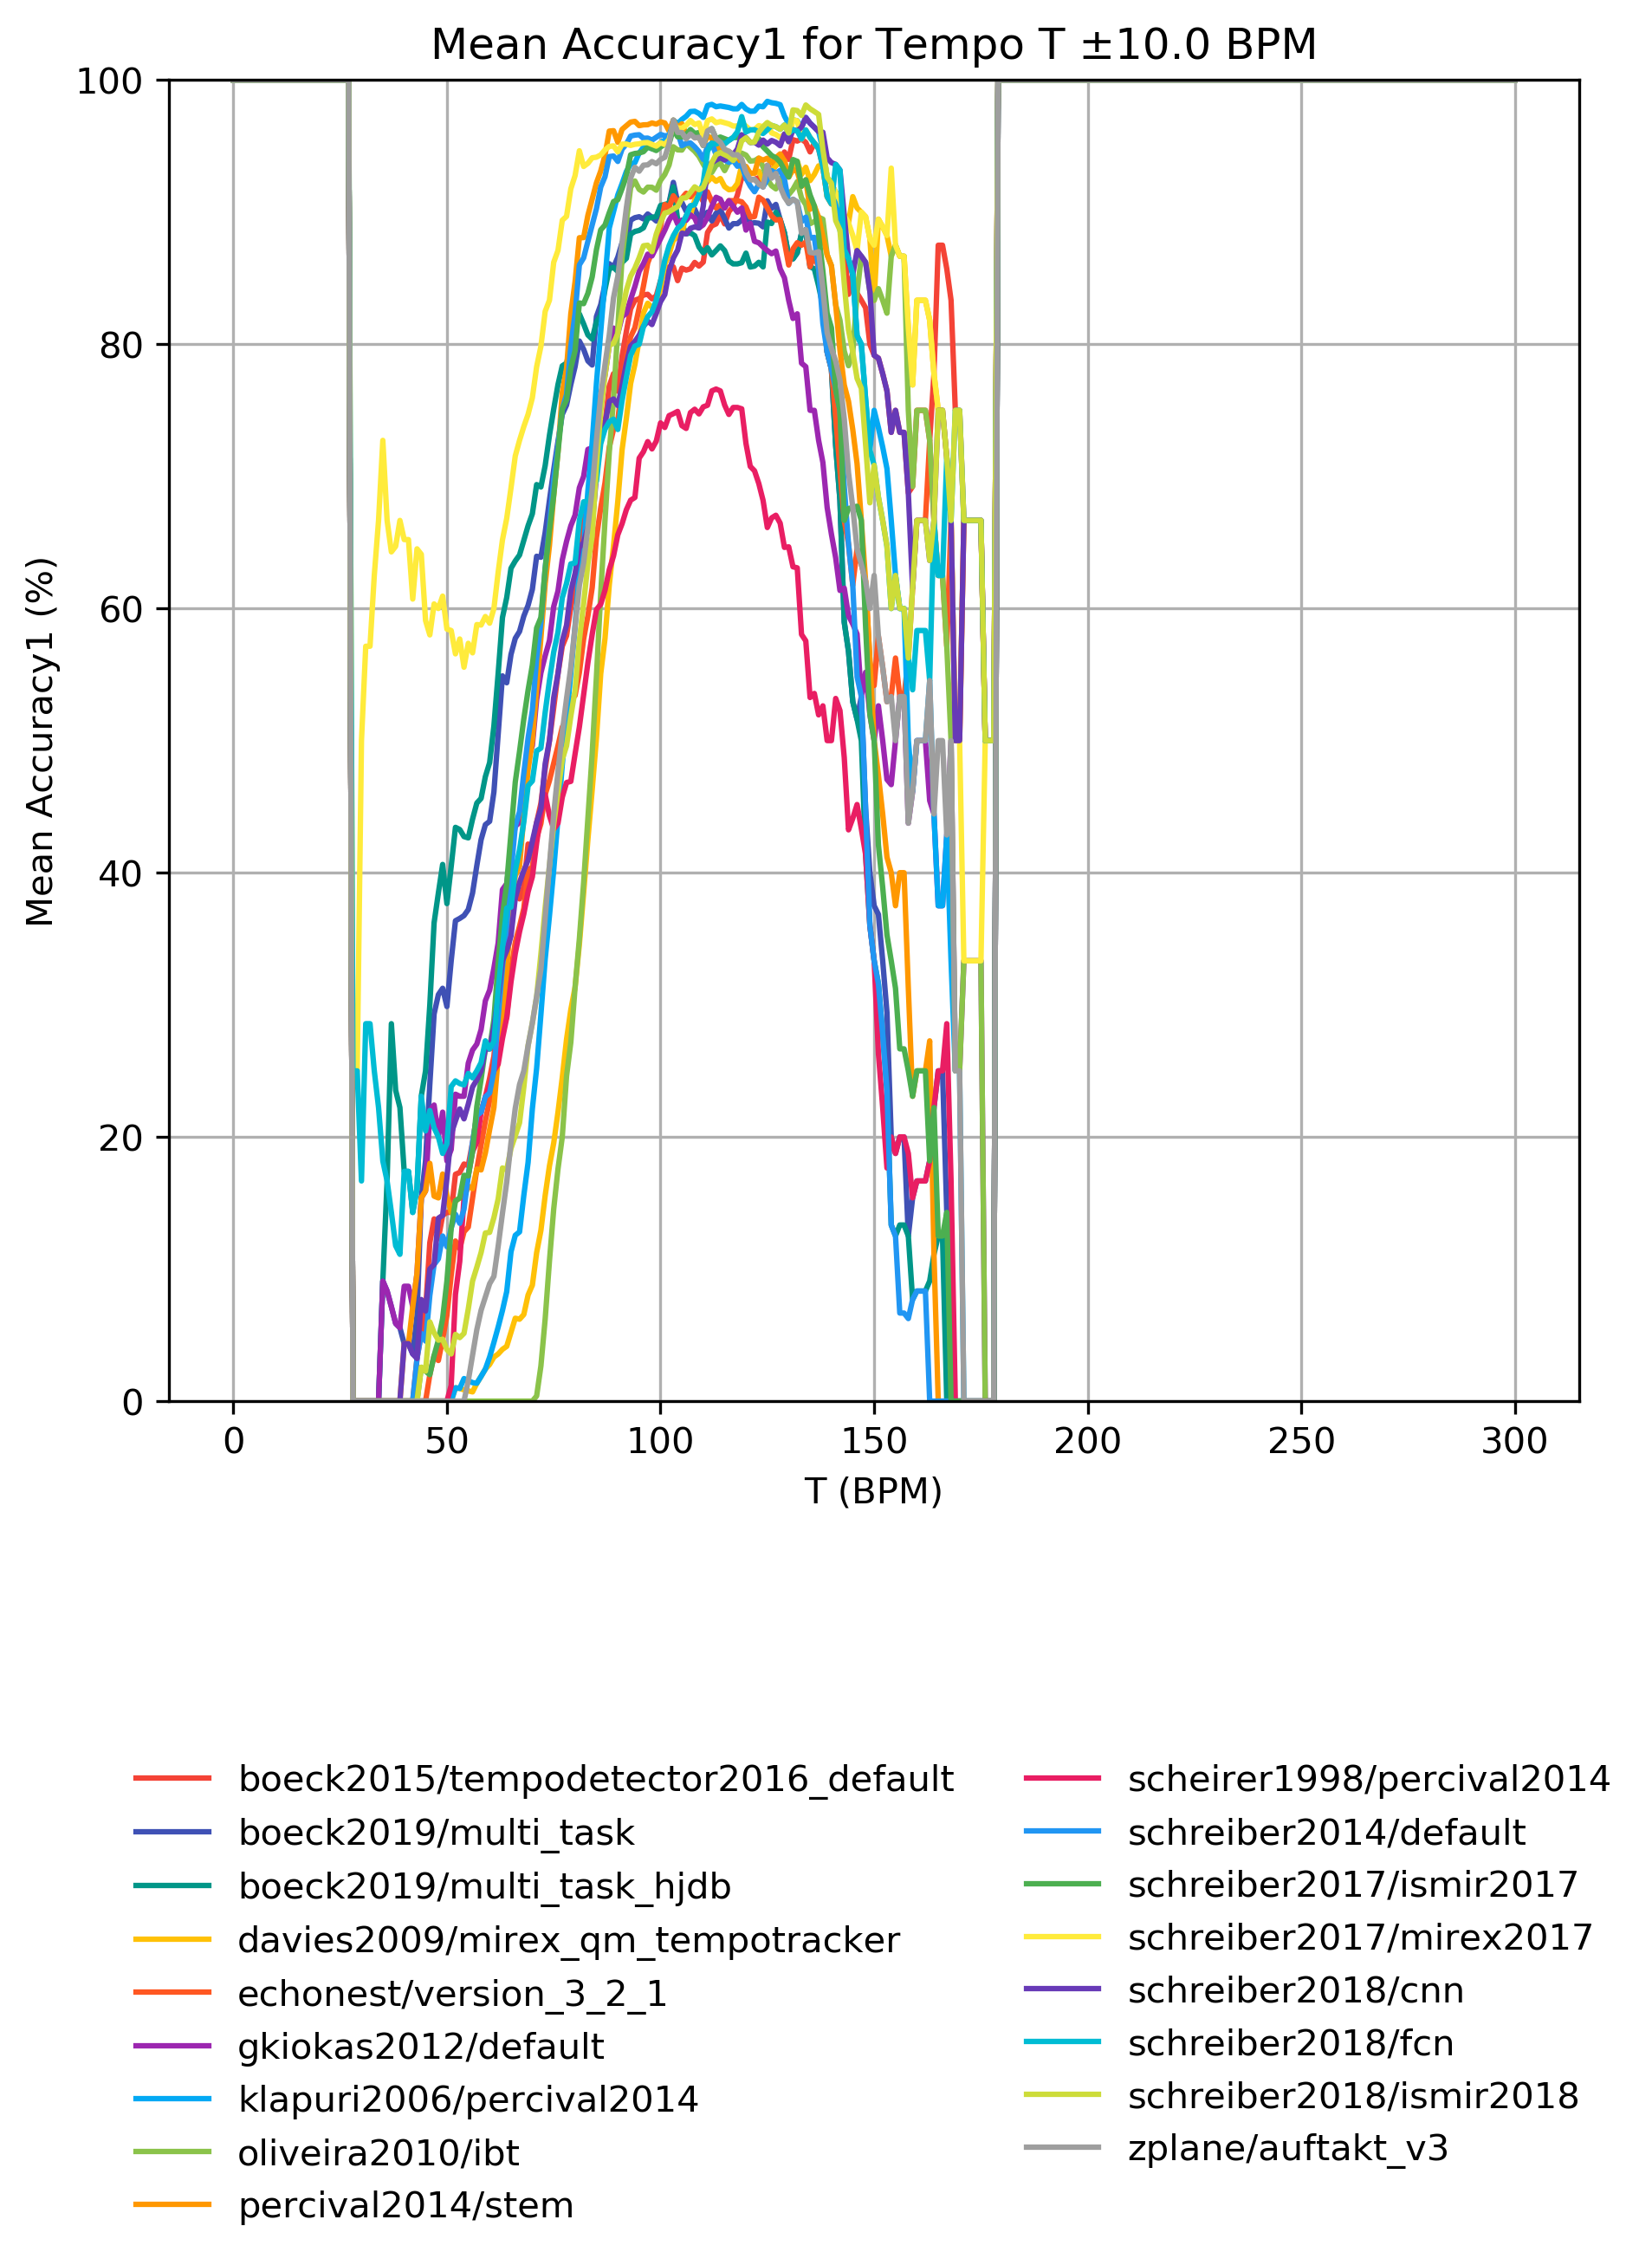 Mean Accuracy1 for Tempo T ±10.0 BPM
Mean Accuracy1 (%)
100
80
60
40
20
0
0 50 100 150 200 250 300
T (BPM)
boeck2015/tempodetector2016_default
boeck2019/multi_task
boeck2019/multi_task_hjdb
davies2009/mirex_qm_tempotracker
echonest/version_3_2_1
gkiokas2012/default
klapuri2006/percival2014
oliveira2010/ibt
percival2014/stem
scheirer1998/percival2014
schreiber2014/default
schreiber2017/ismir2017
schreiber2017/mirex2017
schreiber2018/cnn
schreiber2018/fcn
schreiber2018/ismir2018
zplane/auftakt_v3